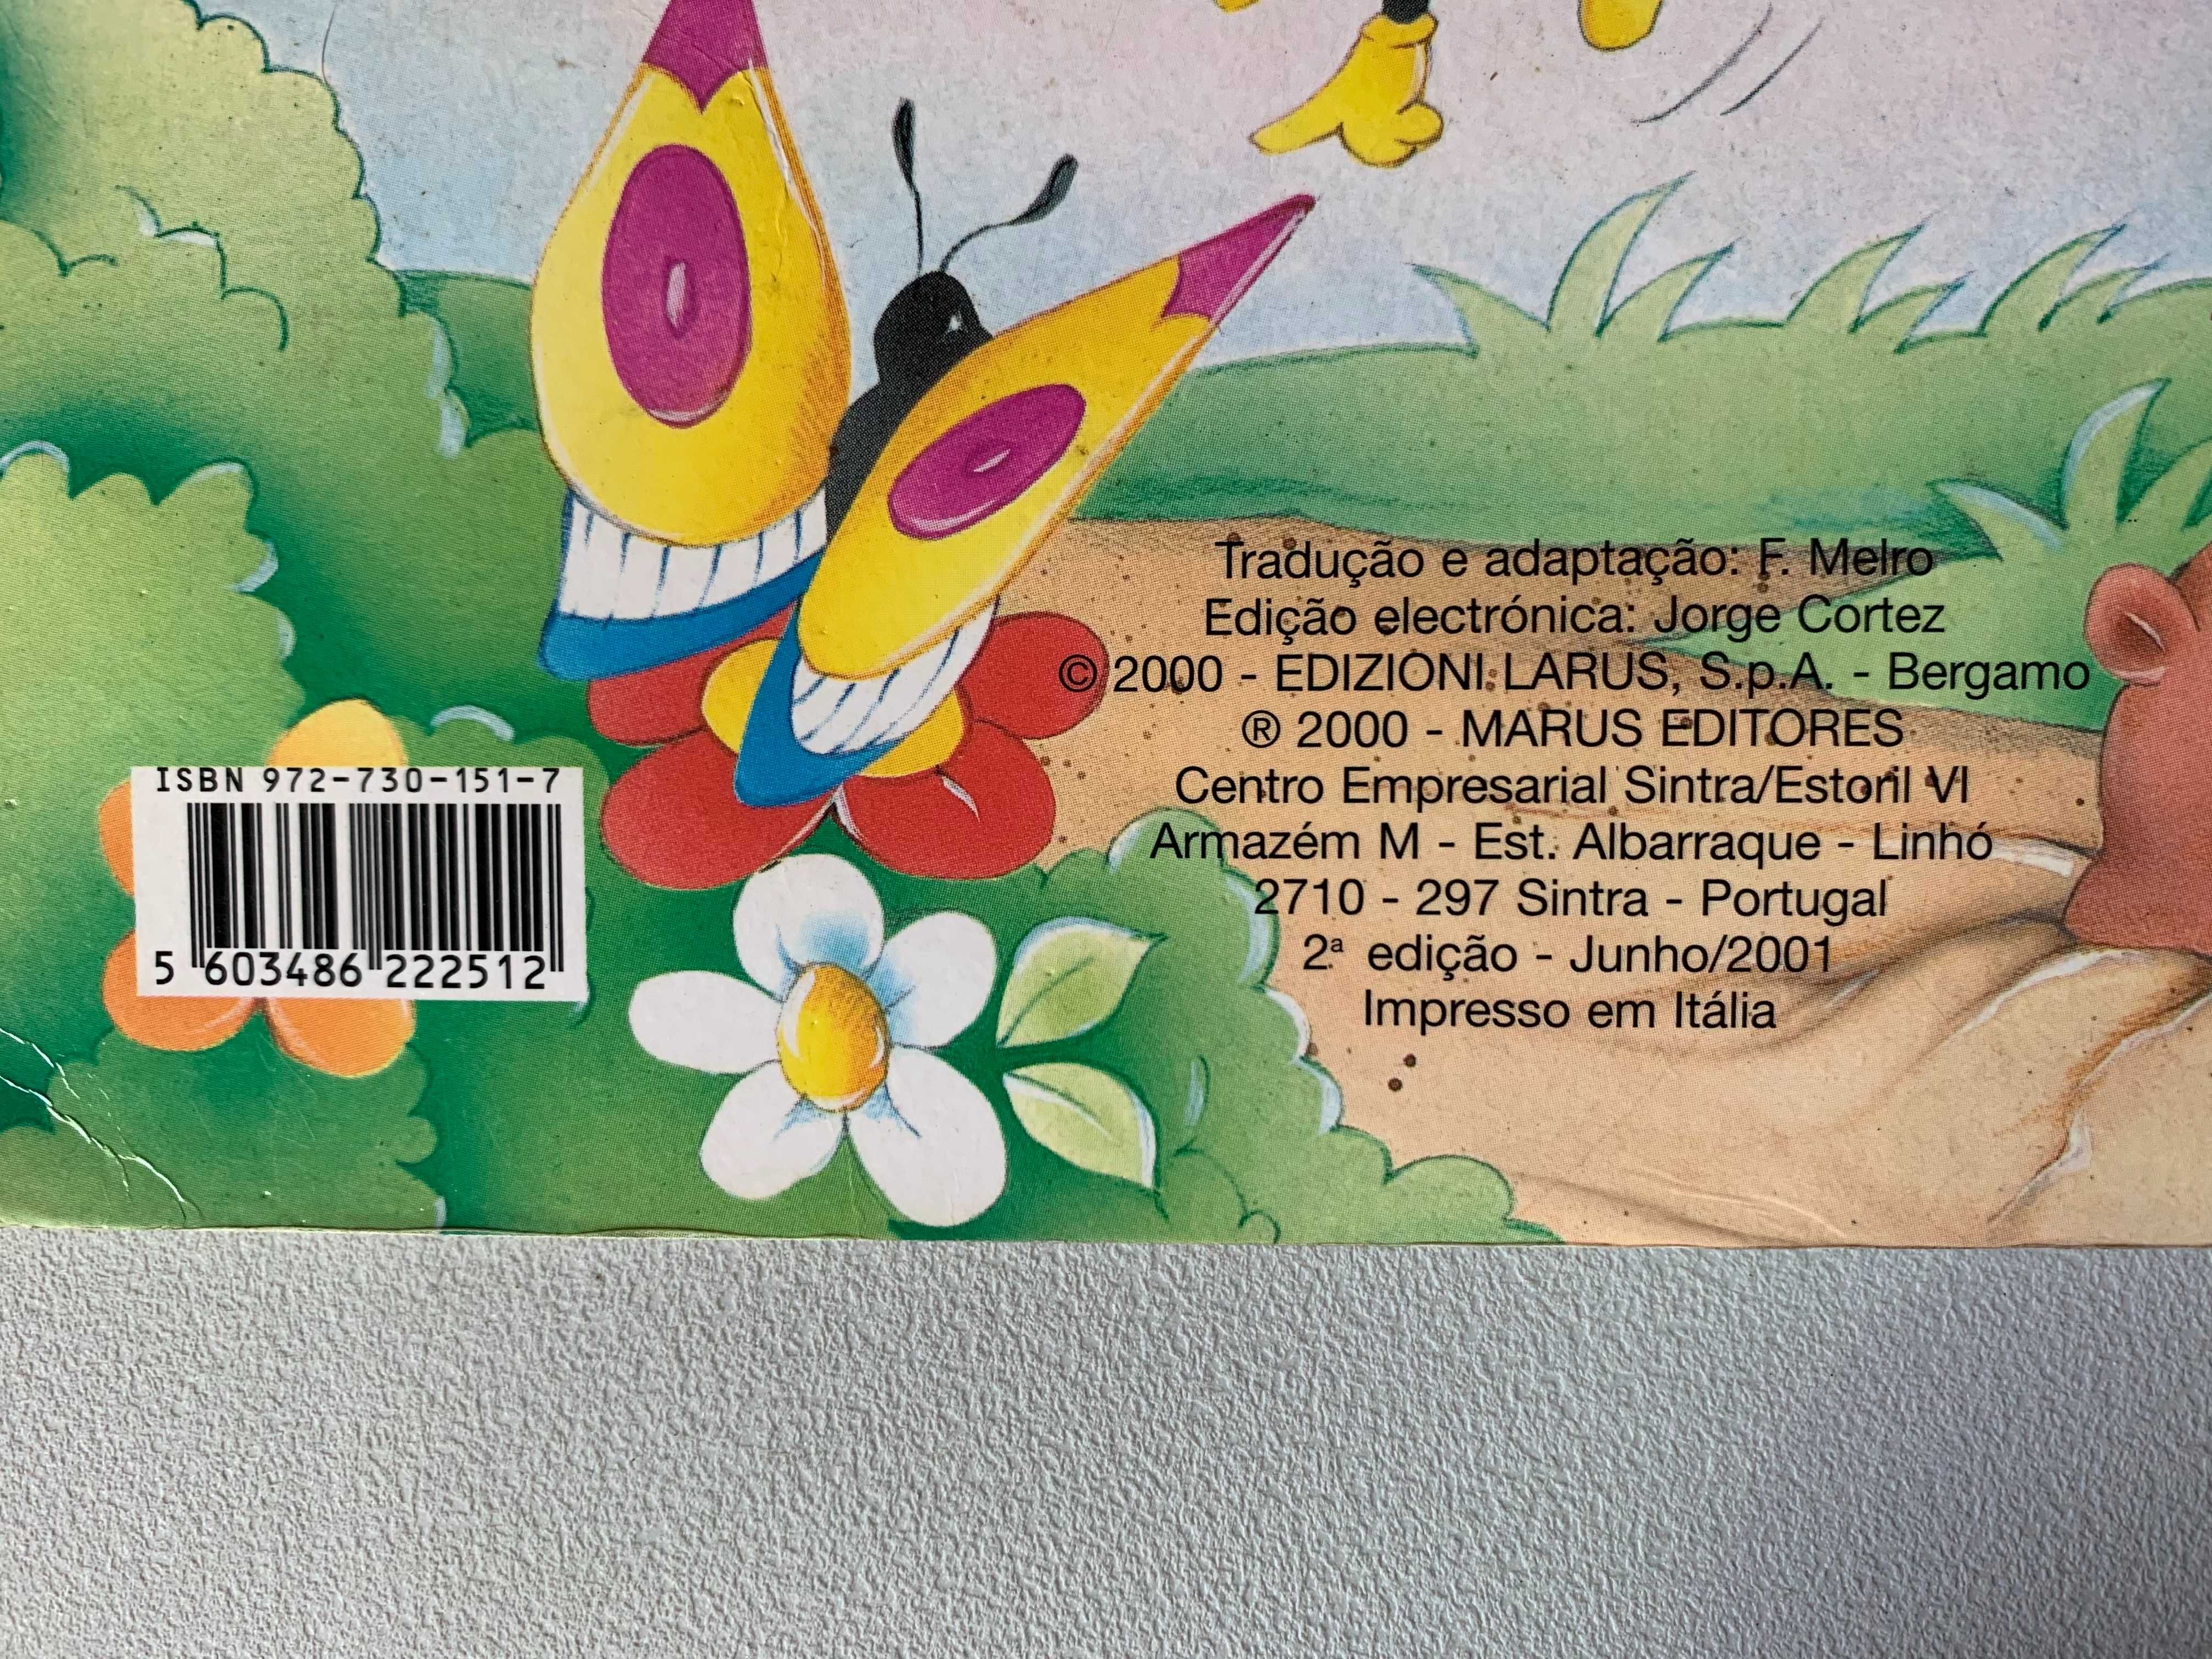 Tradução e adaptação: F. Melro
Edição electrónica: Jorge Cortez
© 2000 - EDIZIONI LARUS, S.p.A. - Bergamo
® 2000 - MARUS EDITORES
Centro Empresarial Sintra/Estoril VI
Armazém M - Est. Albarraque - Linhó
2710 - 297 Sintra - Portugal
2ª edição - Junho/2001
Impresso em Itália
ISBN 972-730-151-7
5 603486 222512